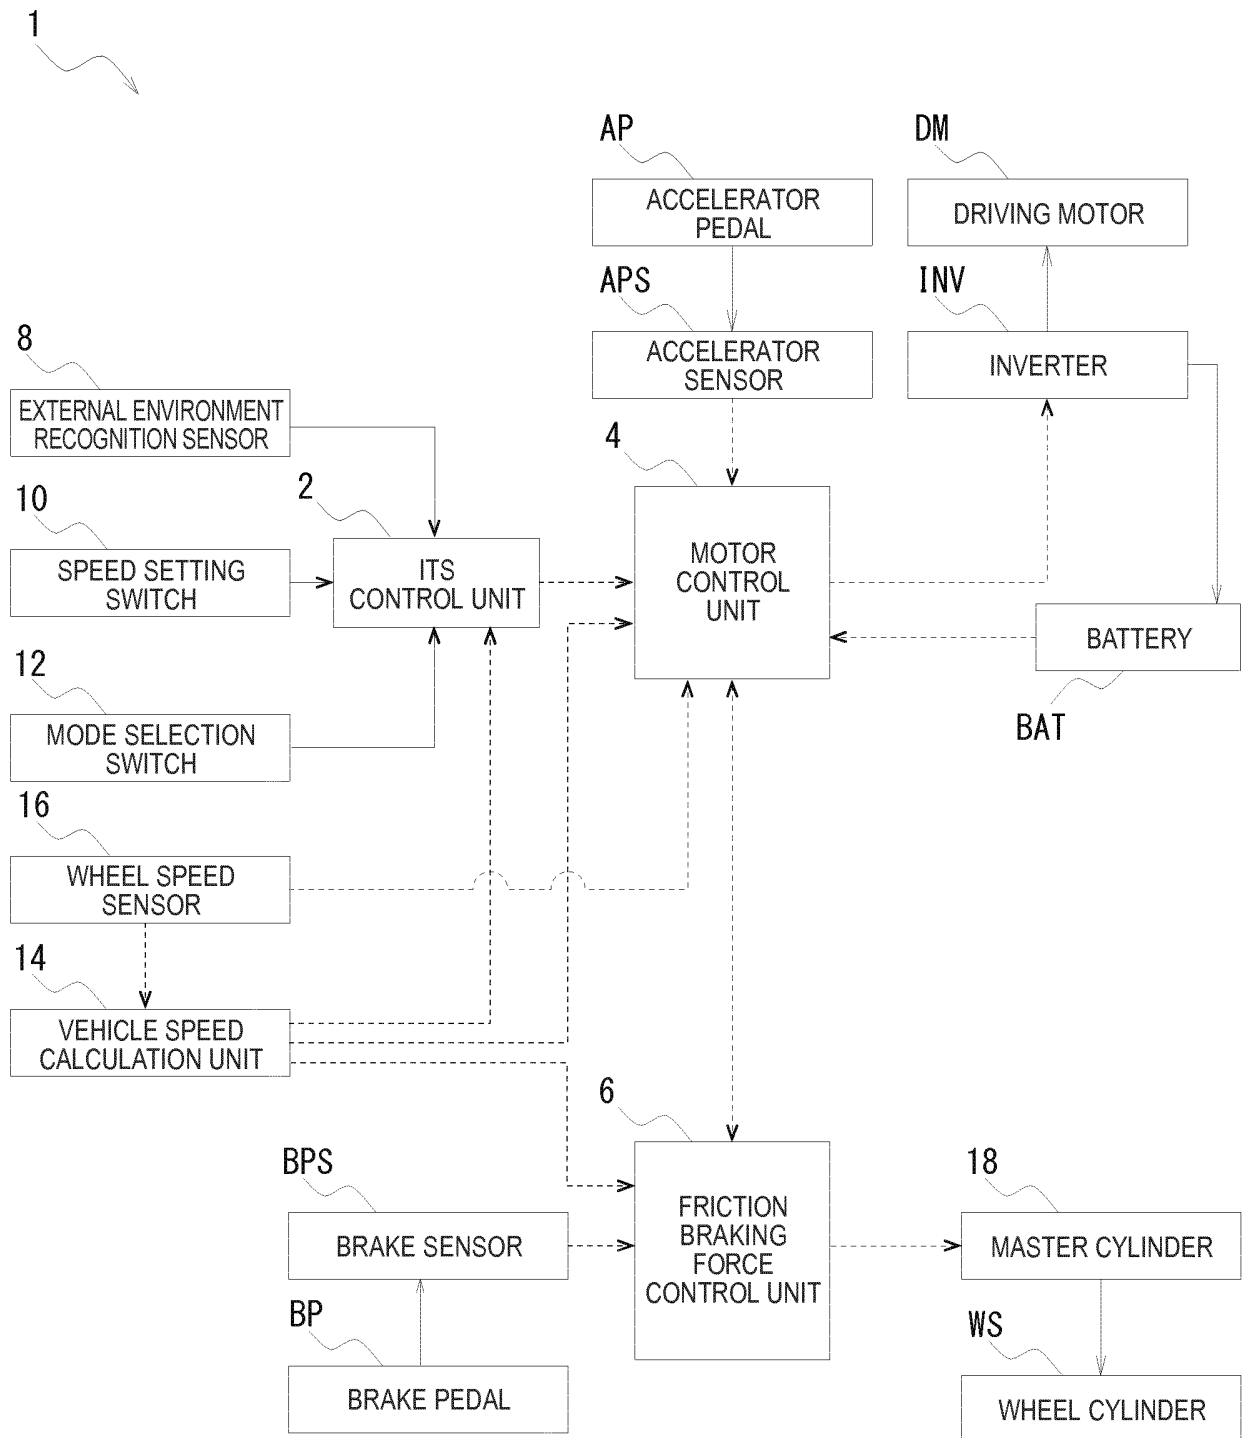 1
AP
ACCELERATOR
PEDAL
DM
DRIVING MOTOR
APS
ACCELERATOR
SENSOR
INV
INVERTER
8
EXTERNAL ENVIRONMENT
RECOGNITION SENSOR
10
SPEED SETTING
SWITCH
2
ITS
CONTROL UNIT
4
MOTOR
CONTROL
UNIT
BATTERY
BAT
12
MODE SELECTION
SWITCH
16
WHEEL SPEED
SENSOR
14
VEHICLE SPEED
CALCULATION UNIT
6
FRICTION
BRAKING
FORCE
CONTROL UNIT
BPS
BRAKE SENSOR
BP
BRAKE PEDAL
18
MASTER CYLINDER
WS
WHEEL CYLINDER